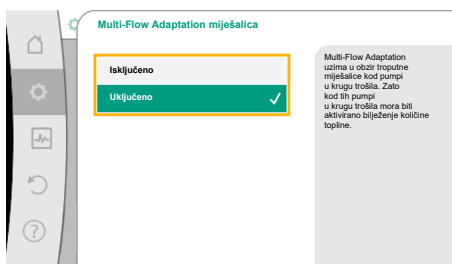 Multi-Flow Adaptation miješalica
Isključeno
Uključeno
Multi-Flow Adaptation
uzima u obzir troputne
miješalice kod pumpi
u krugu trošila. Zato
kod tih pumpi
u krugu trošila mora biti
aktivirano bilježenje količine
topline.
?